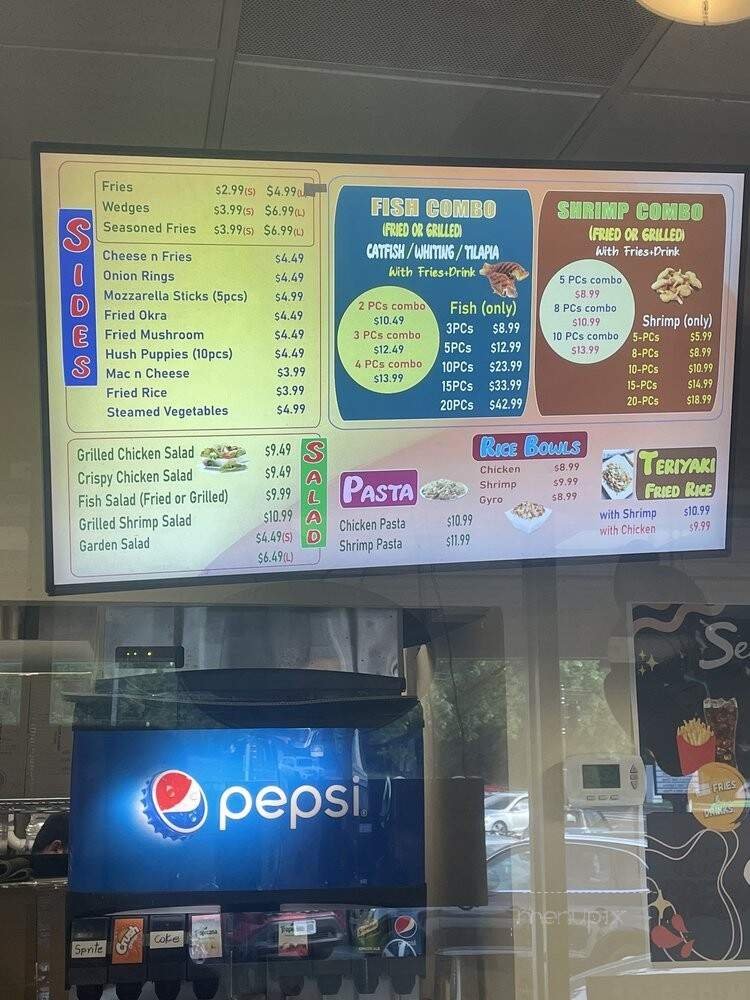 SIDES
Fries $2.99(S) $4.99(L)
Wedges $3.99(S) $6.99(L)
Seasoned Fries $3.99(S) $6.99(L)
Cheese n Fries $4.49
Onion Rings $4.49
Mozzarella Sticks (5pcs) $4.99
Fried Okra $4.49
Fried Mushroom $4.49
Hush Puppies (10pcs) $4.49
Mac n Cheese $3.99
Fried Rice $3.99
Steamed Vegetables $4.99
FISH COMBO
(FRIED OR GRILLED)
CATFISH / WHITING / TILAPIA
With Fries+Drink
2 PCs combo
$10.49
3 PCs combo
$12.49
4 PCs combo
$13.99
Fish (only)
3PCs $8.99
5PCs $12.99
10PCs $23.99
15PCs $33.99
20PCs $42.99
SHRIMP COMBO
(FRIED OR GRILLED)
With Fries+Drink
5 PCs combo
$8.99
8 PCs combo
$10.99
10 PCs combo
$13.99
Shrimp (only)
5-PCs $5.99
8-PCs $8.99
10-PCs $10.99
15-PCs $14.99
20-PCs $18.99
SALAD
Grilled Chicken Salad $9.49
Crispy Chicken Salad $9.49
Fish Salad (Fried or Grilled) $9.99
Grilled Shrimp Salad $10.99
Garden Salad $4.49(S)
$6.49(L)
PASTA
Chicken Pasta $10.99
Shrimp Pasta $11.99
RICE BOWLS
Chicken $8.99
Shrimp $9.99
Gyro $8.99
TERIYAKI
FRIED RICE
with Shrimp $10.99
with Chicken $9.99
Se
pepsi
FRIES
&
DRINKS
menupix
Sprite
Crush
Coke
Tropicana